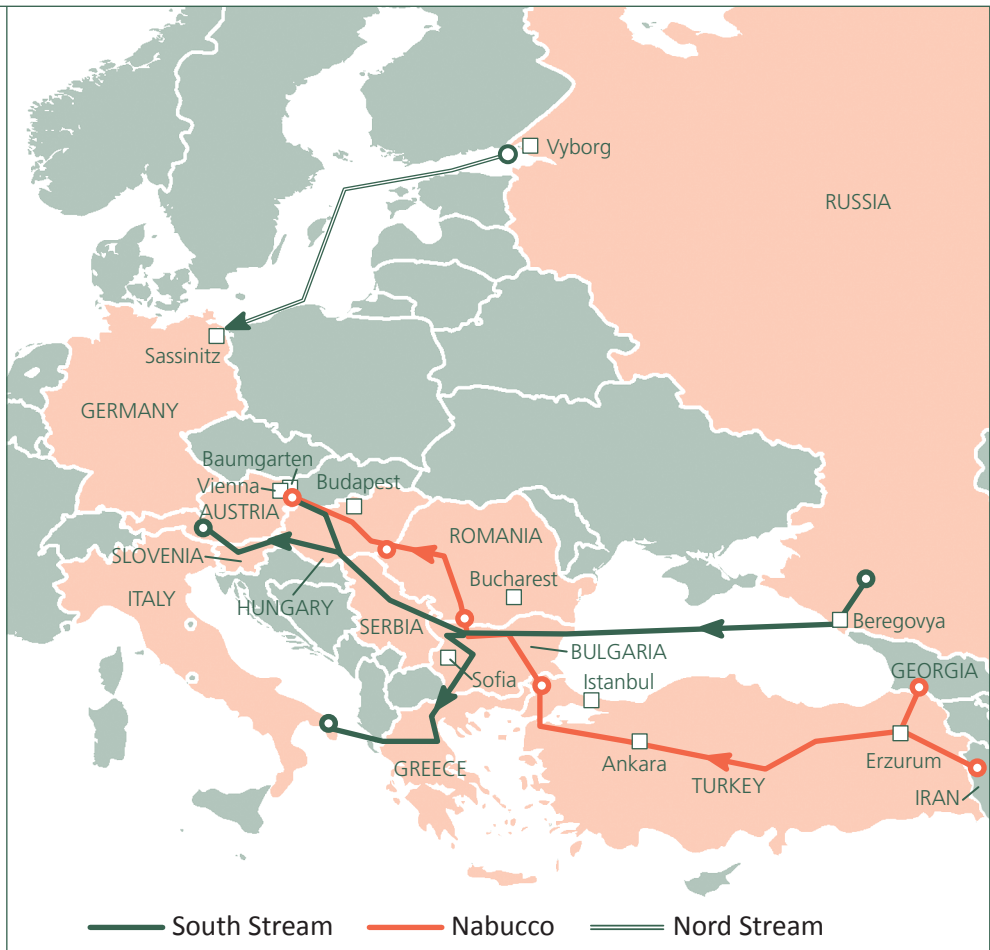 Vyborg
RUSSIA
Sassinitz
GERMANY
Baumgarten
Vienna
Budapest
AUSTRIA
ROMANIA
SLOVENIA
Bucharest
ITALY
HUNGARY
SERBIA
Beregovya
BULGARIA
Sofia
Istanbul
GEORGIA
Ankara
Erzurum
GREECE
TURKEY
IRAN
South Stream
Nabucco
Nord Stream